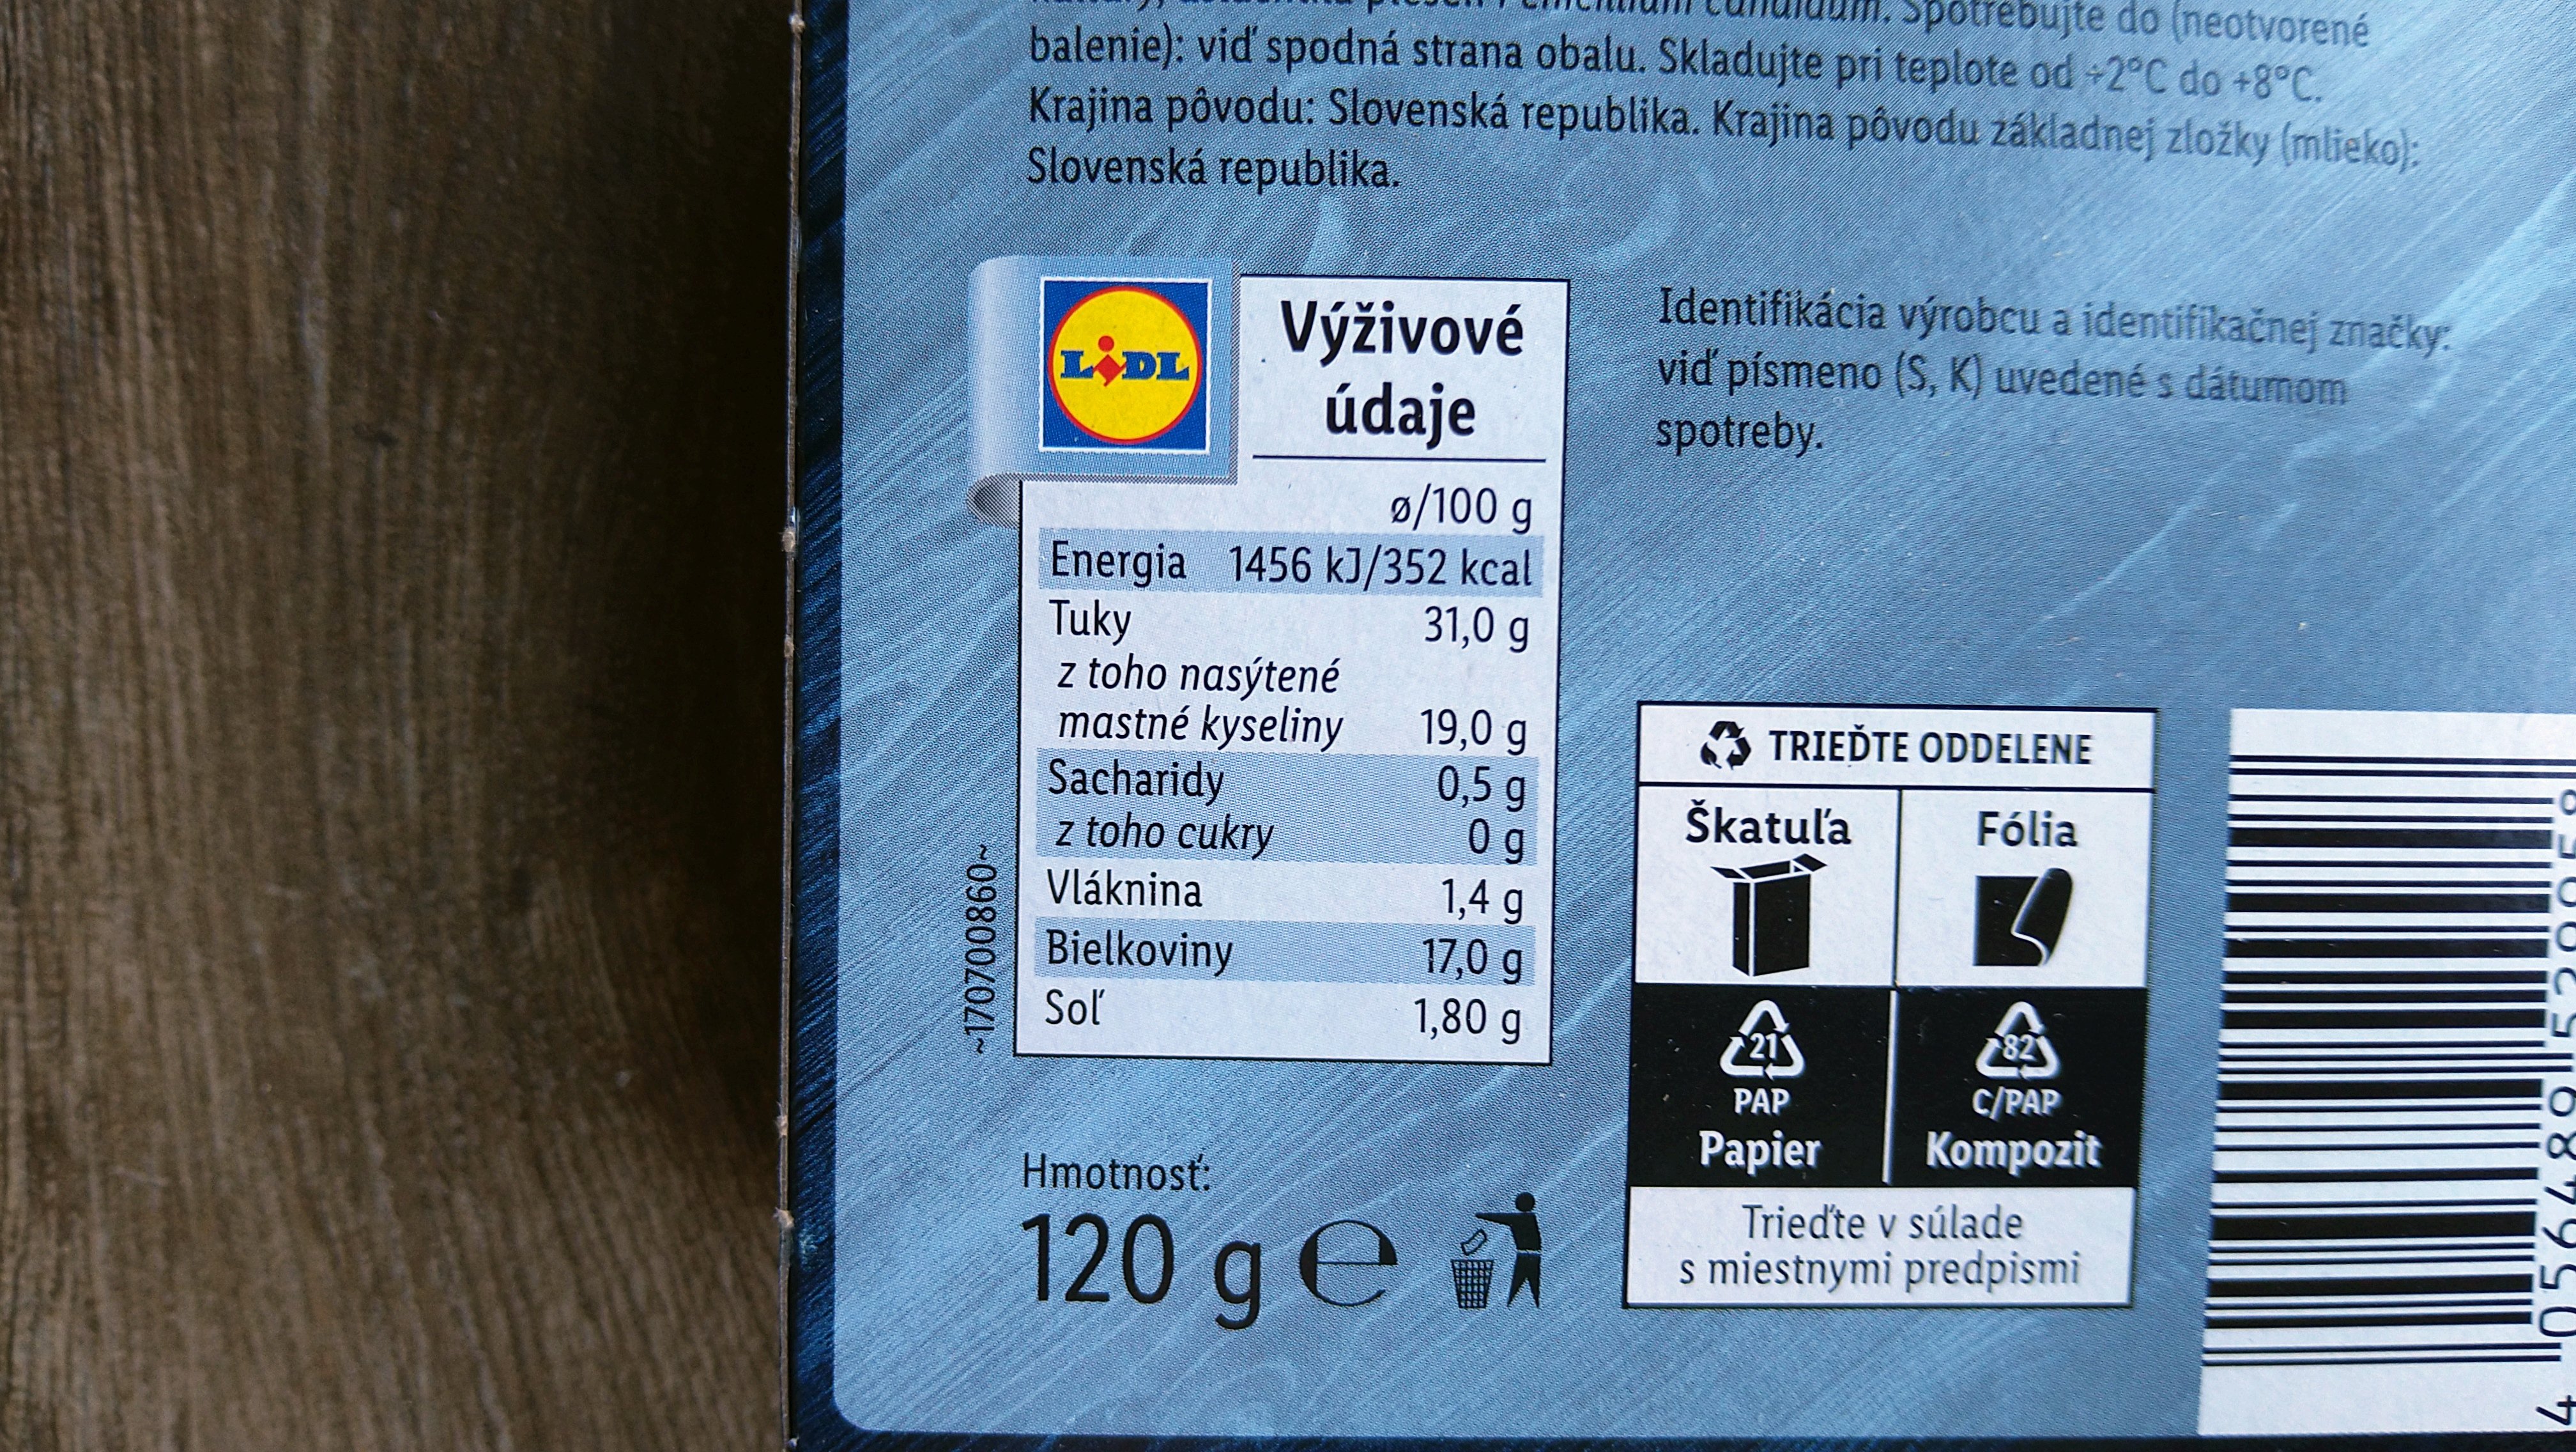 Spotrebujte do (neotvorené
balenie): viď spodná strana obalu. Skladujte pri teplote od +2°C do +8°C.
Krajina pôvodu: Slovenská republika. Krajina pôvodu základnej zložky (mlieko):
Slovenská republika.
LIDL
Výživové
údaje
ø/100 g
Energia 1456 kJ/352 kcal
Tuky 31,0 g
z toho nasýtené
mastné kyseliny 19,0 g
Sacharidy 0,5 g
z toho cukry 0 g
Vláknina 1,4 g
Bielkoviny 17,0 g
Soľ 1,80 g
~170700860~
Hmotnosť:
120 g e
Identifikácia výrobcu a identifikačnej značky:
viď písmeno (S, K) uvedené s dátumom
spotreby.
TRIEĎTE ODDELENE
Škatuľa Fólia
21 82
PAP C/PAP
Papier Kompozit
Trieďte v súlade
s miestnymi predpismi